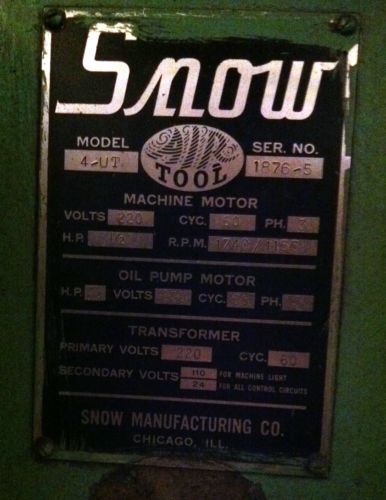 Snow
MODEL SER. NO.
4-UT 1876-5
TOOL
MACHINE MOTOR
VOLTS 220 CYC. 60 PH. 3
H.P. R.P.M.
OIL PUMP MOTOR
H.P. VOLTS CYC. PH.
TRANSFORMER
PRIMARY VOLTS 220 CYC. 60
SECONDARY VOLTS 110 FOR MACHINE LIGHT
24 FOR ALL CONTROL CIRCUITS
SNOW MANUFACTURING CO.
CHICAGO, ILL.